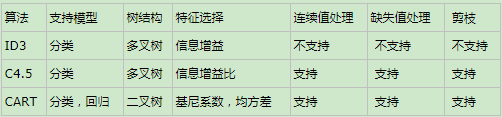 算法 支持模型 树结构 特征选择 连续值处理 缺失值处理 剪枝
ID3 分类 多叉树 信息增益 不支持 不支持 不支持
C4.5 分类 多叉树 信息增益比 支持 支持 支持
CART 分类，回归 二叉树 基尼系数，均方差 支持 支持 支持